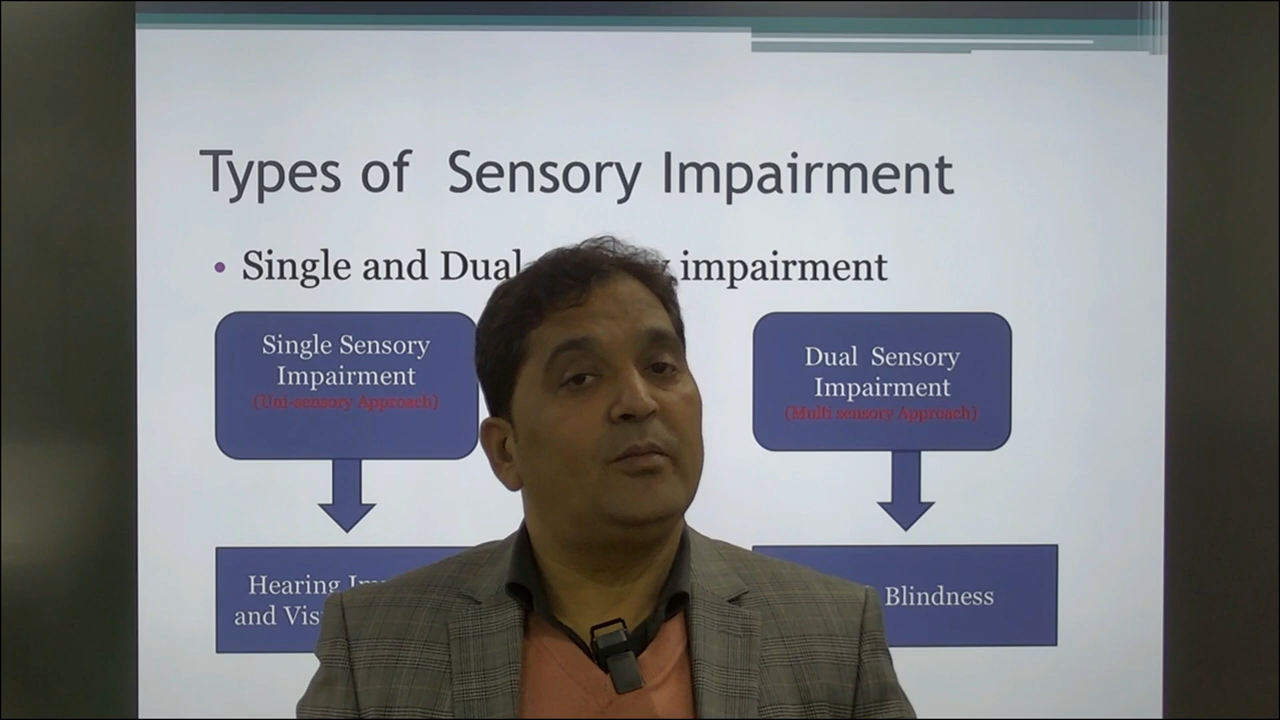 Types of Sensory Impairment
• Single and Dual impairment
Single Sensory
Impairment
(Uni-sensory Approach)
Dual Sensory
Impairment
(Multi sensory Approach)
Hearing
and
Blindness